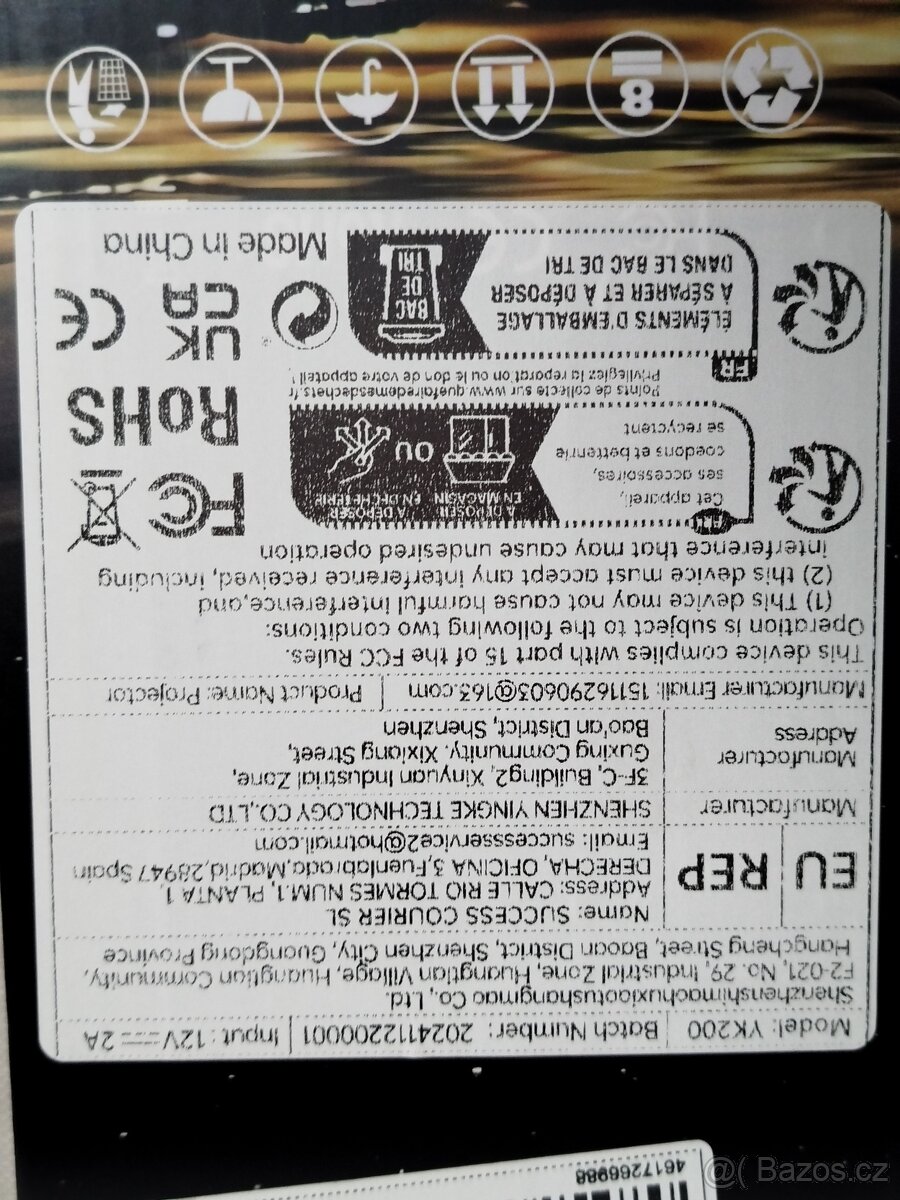 Model: YK200 Batch Number: 2024112200001 Input: 12V⎓2A
Shenzhenshimachuxiaotushangmao Co., Ltd.
F2-021, No. 29, Industrial Zone, Huangtian Village, Huangtian Community,
Hangcheng Street, Baoan District, Shenzhen City, Guangdong Province
EU REP
Name: SUCCESS COURIER SL
Address: CALLE RIO TORMES NUM.1, PLANTA 1,
DERECHA, OFICINA 3,Fuenlabrada,Madrid,28947 Spain
Email: successservice2@hotmail.com
Manufacturer SHENZHEN YINGKE TECHNOLOGY CO.,LTD
Manufacturer
Address
3F-C, Building2, Xinyuan Industrial Zone,
Guxing Community. Xixiang Street,
Bao'an District, Shenzhen
Manufacturer Email: 15116290603@163.com Product Name: Projector
This device complies with part 15 of the FCC Rules.
Operation is subject to the following two conditions:
(1) This device may not cause harmful interference,and,
(2) this device must accept any interference received, including
interference that may cause undesired operation
Cet appareil,
ses accessoires,
cordons et batterie
se recyclent
À DÉPOSER
EN MAGASIN
OU
À DÉPOSER
EN DÉCHÈTERIE
FC
Points de collecte sur www.quefairedemesdechets.fr
Privilégiez la réparation ou le don de votre appareil !
RoHS
FR
ÉLÉMENTS D'EMBALLAGE
À SÉPARER ET À DÉPOSER
DANS LE BAC DE TRI
BAC
DE
TRI
UK
CA
CE
Made in China
8
4617266988
@( Bazos.cz